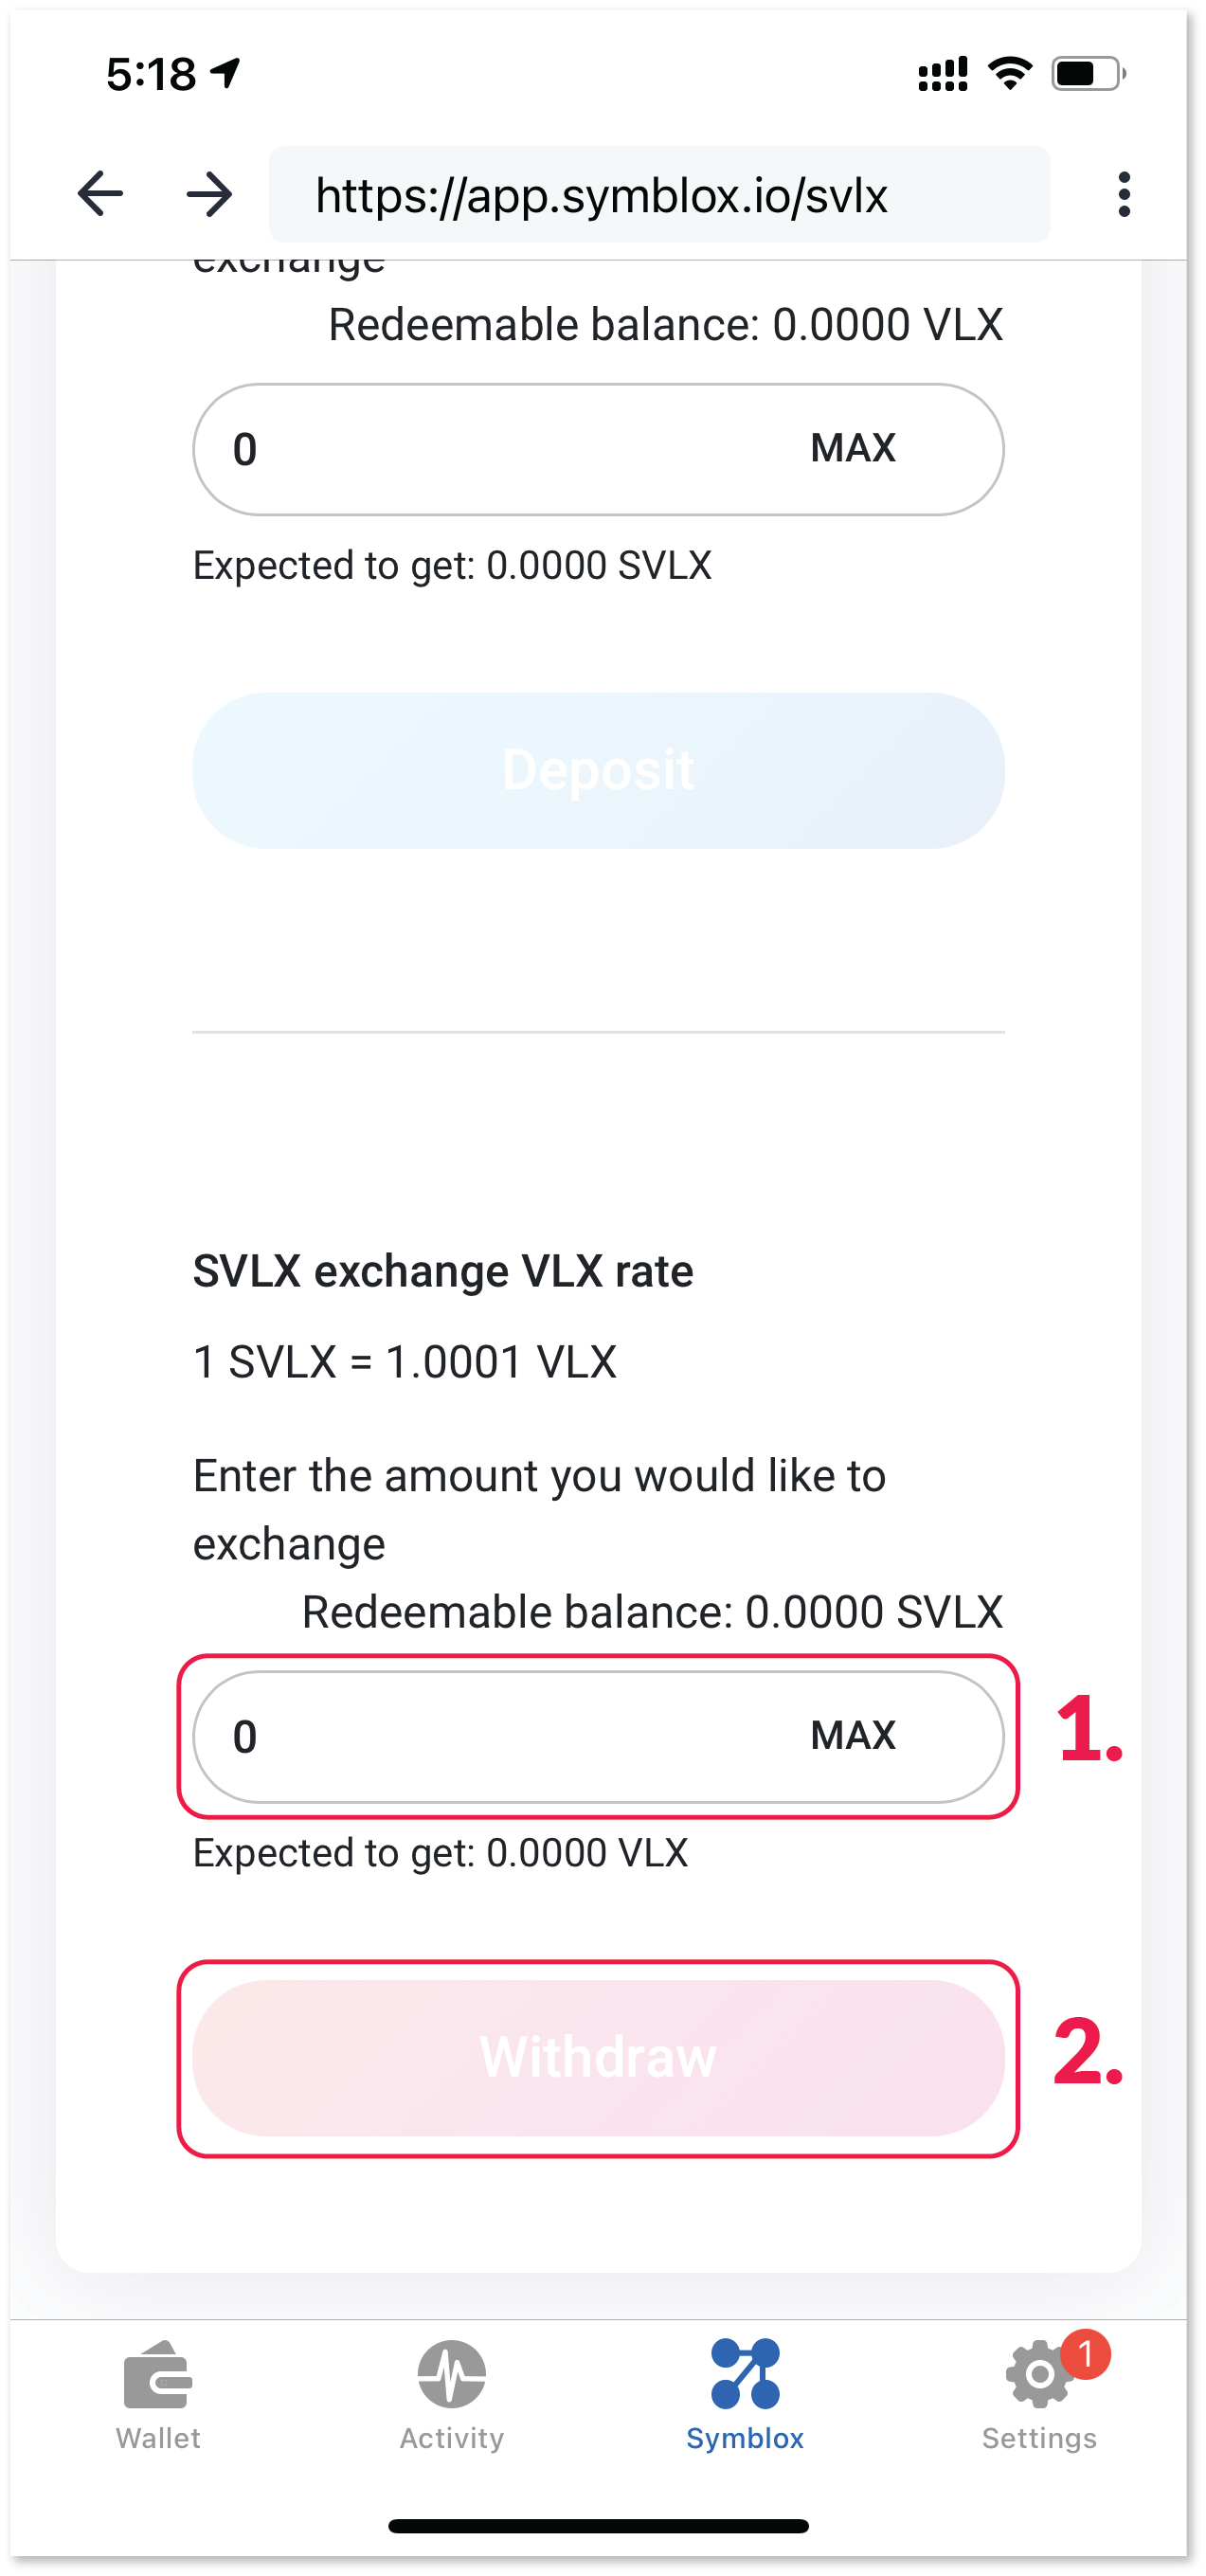 5:18
https://app.symblox.io/svlx
exchange
Redeemable balance: 0.0000 VLX
0 MAX
Expected to get: 0.0000 SVLX
Deposit
SVLX exchange VLX rate
1 SVLX = 1.0001 VLX
Enter the amount you would like to
exchange
Redeemable balance: 0.0000 SVLX
0 MAX 1.
Expected to get: 0.0000 VLX
Withdraw 2.
1
Wallet Activity Symblox Settings